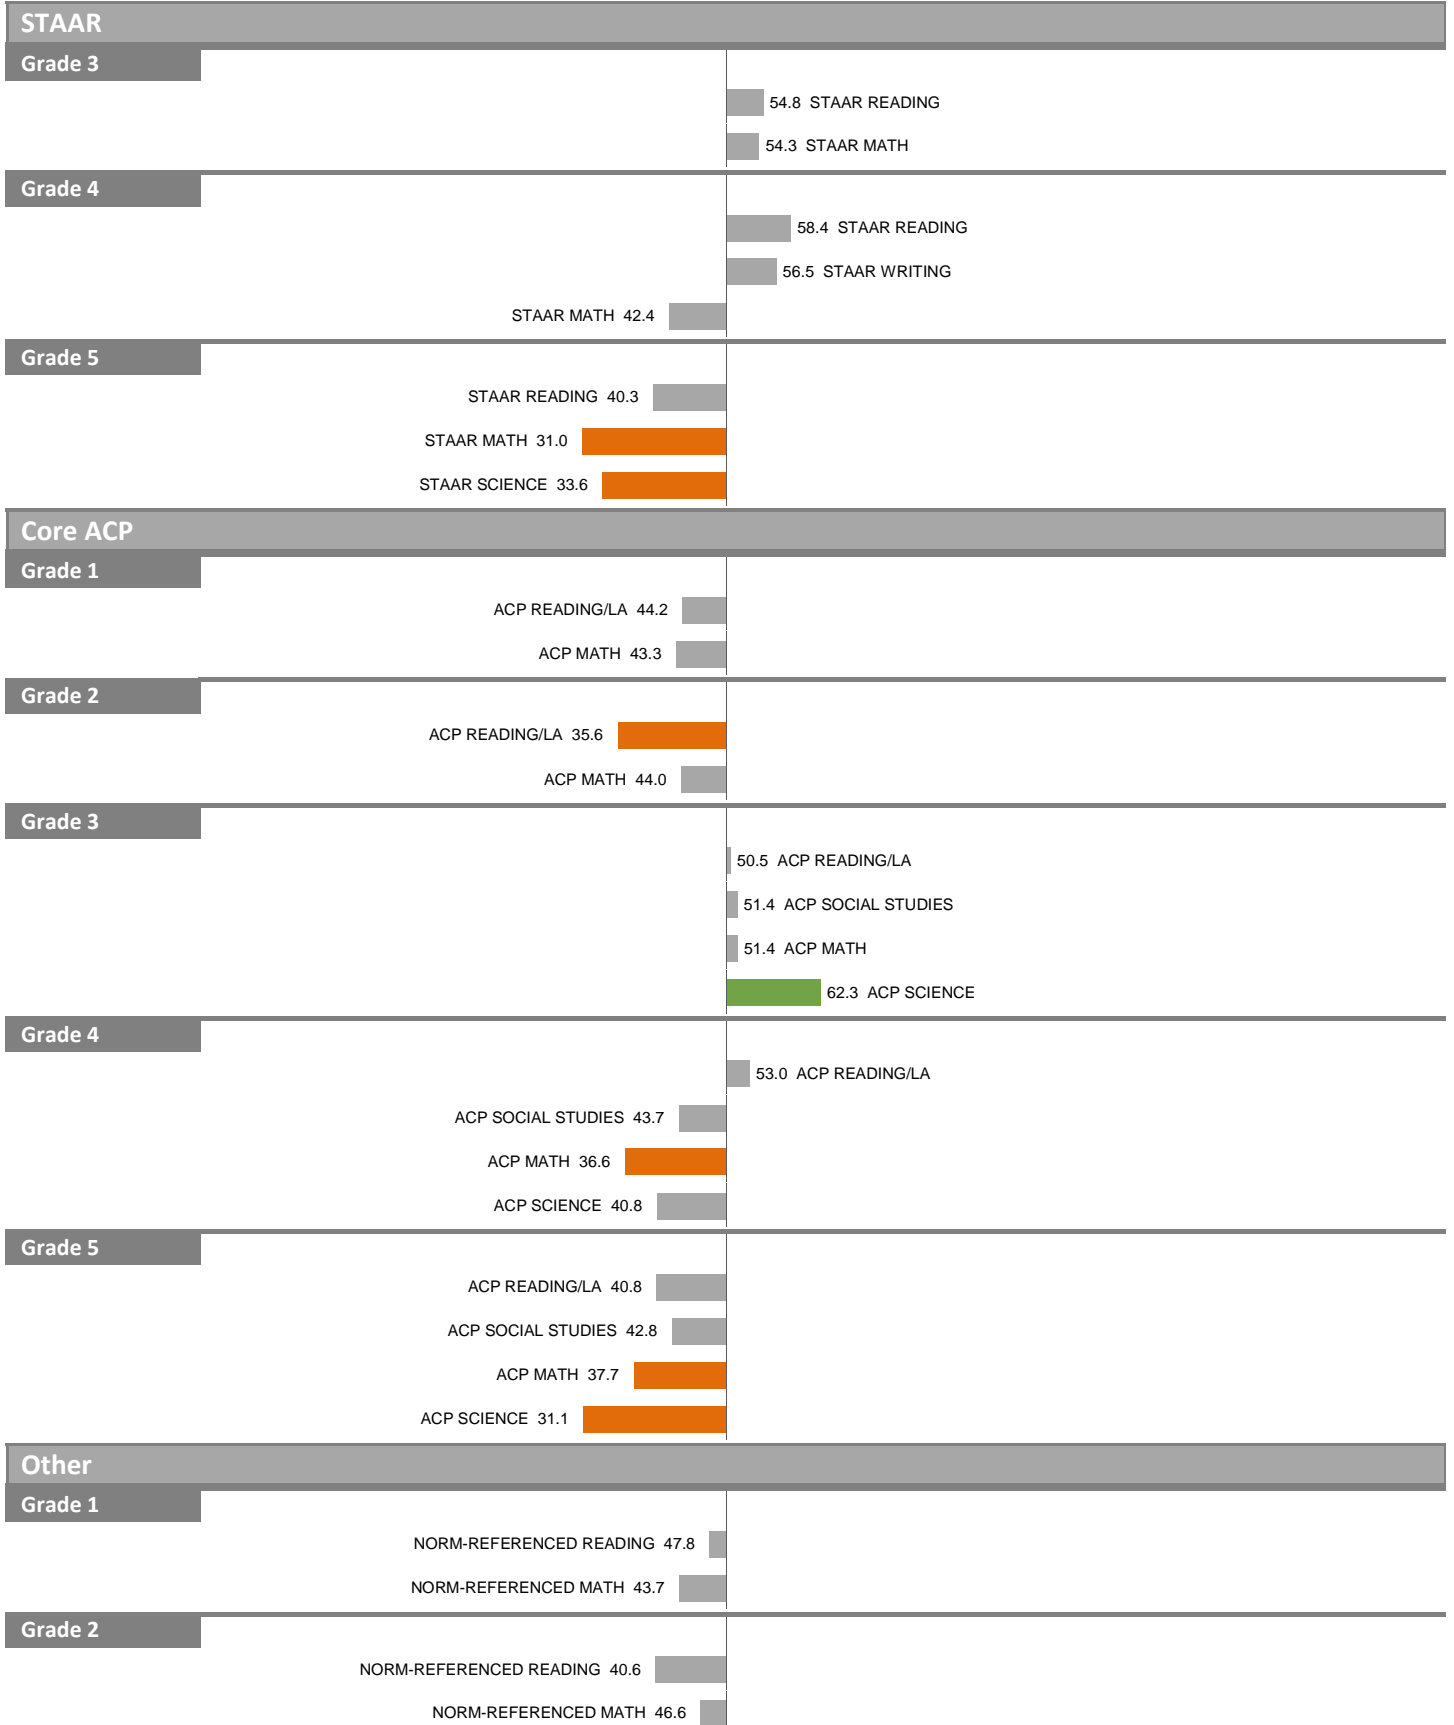 STAAR
Grade 3
54.8 STAAR READING
54.3 STAAR MATH
Grade 4
58.4 STAAR READING
56.5 STAAR WRITING
STAAR MATH 42.4
Grade 5
STAAR READING 40.3
STAAR MATH 31.0
STAAR SCIENCE 33.6
Core ACP
Grade 1
ACP READING/LA 44.2
ACP MATH 43.3
Grade 2
ACP READING/LA 35.6
ACP MATH 44.0
Grade 3
50.5 ACP READING/LA
51.4 ACP SOCIAL STUDIES
51.4 ACP MATH
62.3 ACP SCIENCE
Grade 4
53.0 ACP READING/LA
ACP SOCIAL STUDIES 43.7
ACP MATH 36.6
ACP SCIENCE 40.8
Grade 5
ACP READING/LA 40.8
ACP SOCIAL STUDIES 42.8
ACP MATH 37.7
ACP SCIENCE 31.1
Other
Grade 1
NORM-REFERENCED READING 47.8
NORM-REFERENCED MATH 43.7
Grade 2
NORM-REFERENCED READING 40.6
NORM-REFERENCED MATH 46.6